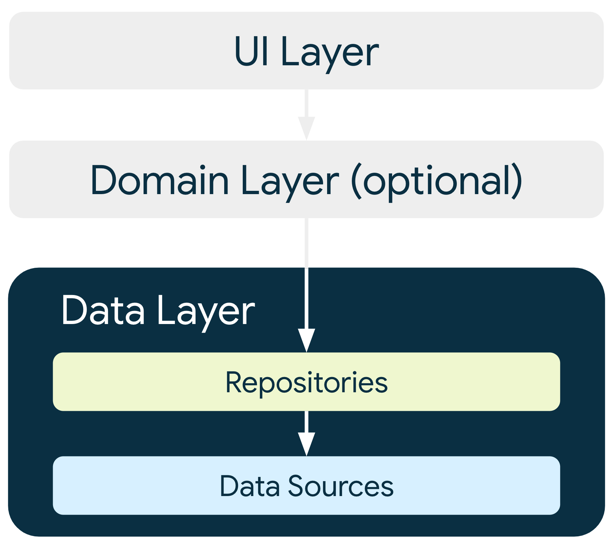 UI Layer
Domain Layer (optional)
Data Layer
Repositories
Data Sources